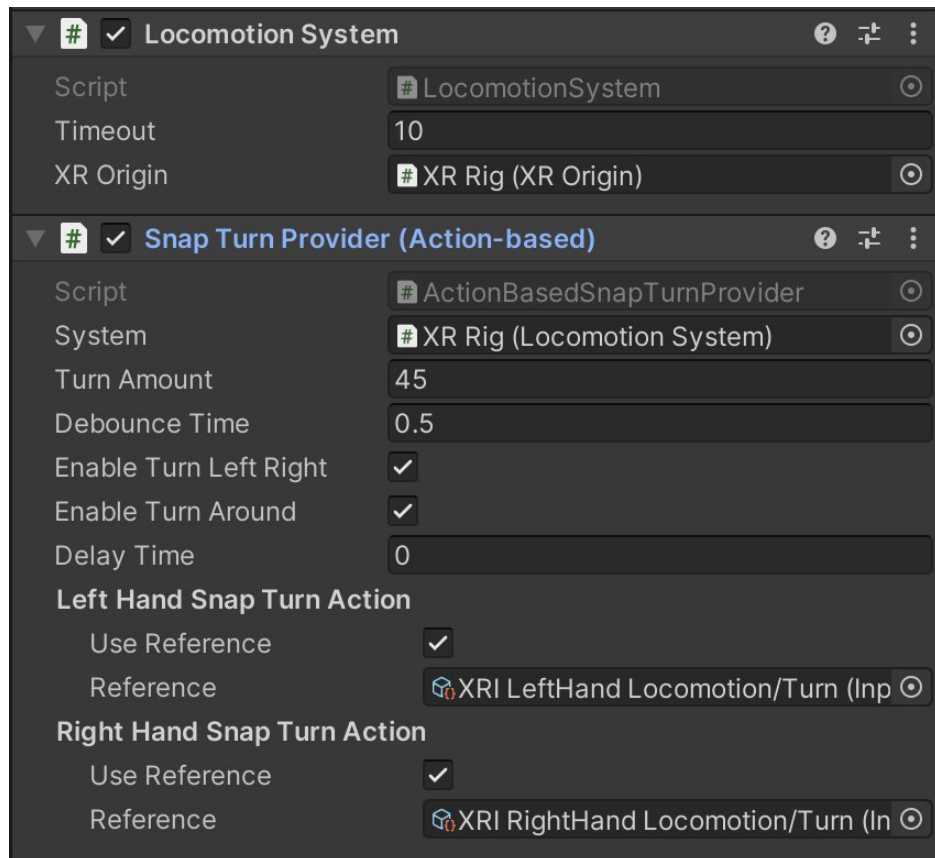 Locomotion System
Script # LocomotionSystem
Timeout 10
XR Origin # XR Rig (XR Origin)
# Snap Turn Provider (Action-based)
Script # ActionBasedSnapTurnProvider
System # XR Rig (Locomotion System)
Turn Amount 45
Debounce Time 0.5
Enable Turn Left Right
Enable Turn Around
Delay Time 0
Left Hand Snap Turn Action
Use Reference
Reference XRI LeftHand Locomotion/Turn (Inp
Right Hand Snap Turn Action
Use Reference
Reference XRI RightHand Locomotion/Turn (In